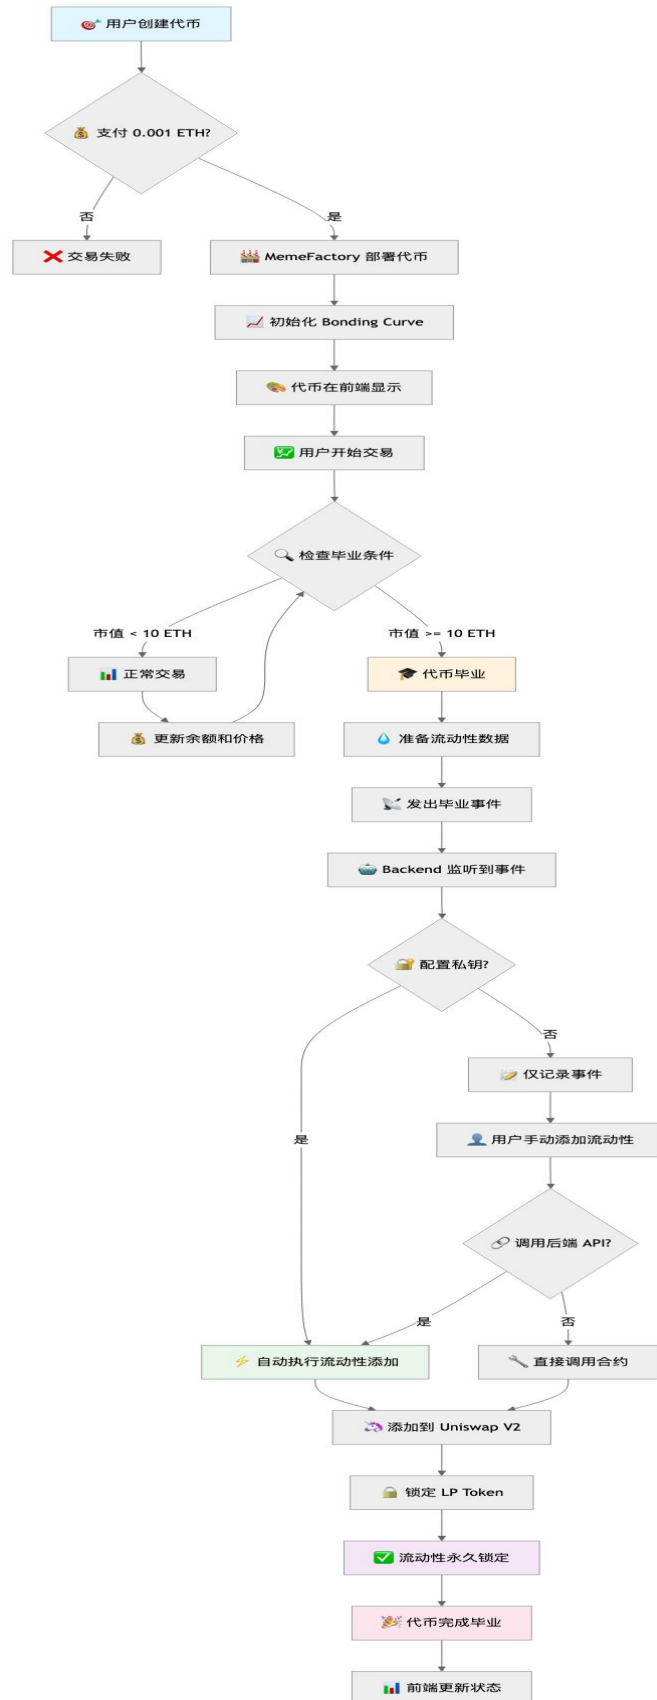 🎯 用户创建代币
💰 支付 0.001 ETH?
否
是
❌ 交易失败
🏭 MemeFactory 部署代币
📈 初始化 Bonding Curve
🎨 代币在前端显示
💹 用户开始交易
🔍 检查毕业条件
市值 < 10 ETH
市值 >= 10 ETH
📊 正常交易
🎓 代币毕业
💰 更新余额和价格
💧 准备流动性数据
📡 发出毕业事件
🤖 Backend 监听到事件
🔐 配置私钥?
否
📝 仅记录事件
是
👤 用户手动添加流动性
🔗 调用后端 API?
是
否
⚡ 自动执行流动性添加
🔧 直接调用合约
🦄 添加到 Uniswap V2
🔒 锁定 LP Token
✅ 流动性永久锁定
🎉 代币完成毕业
📊 前端更新状态